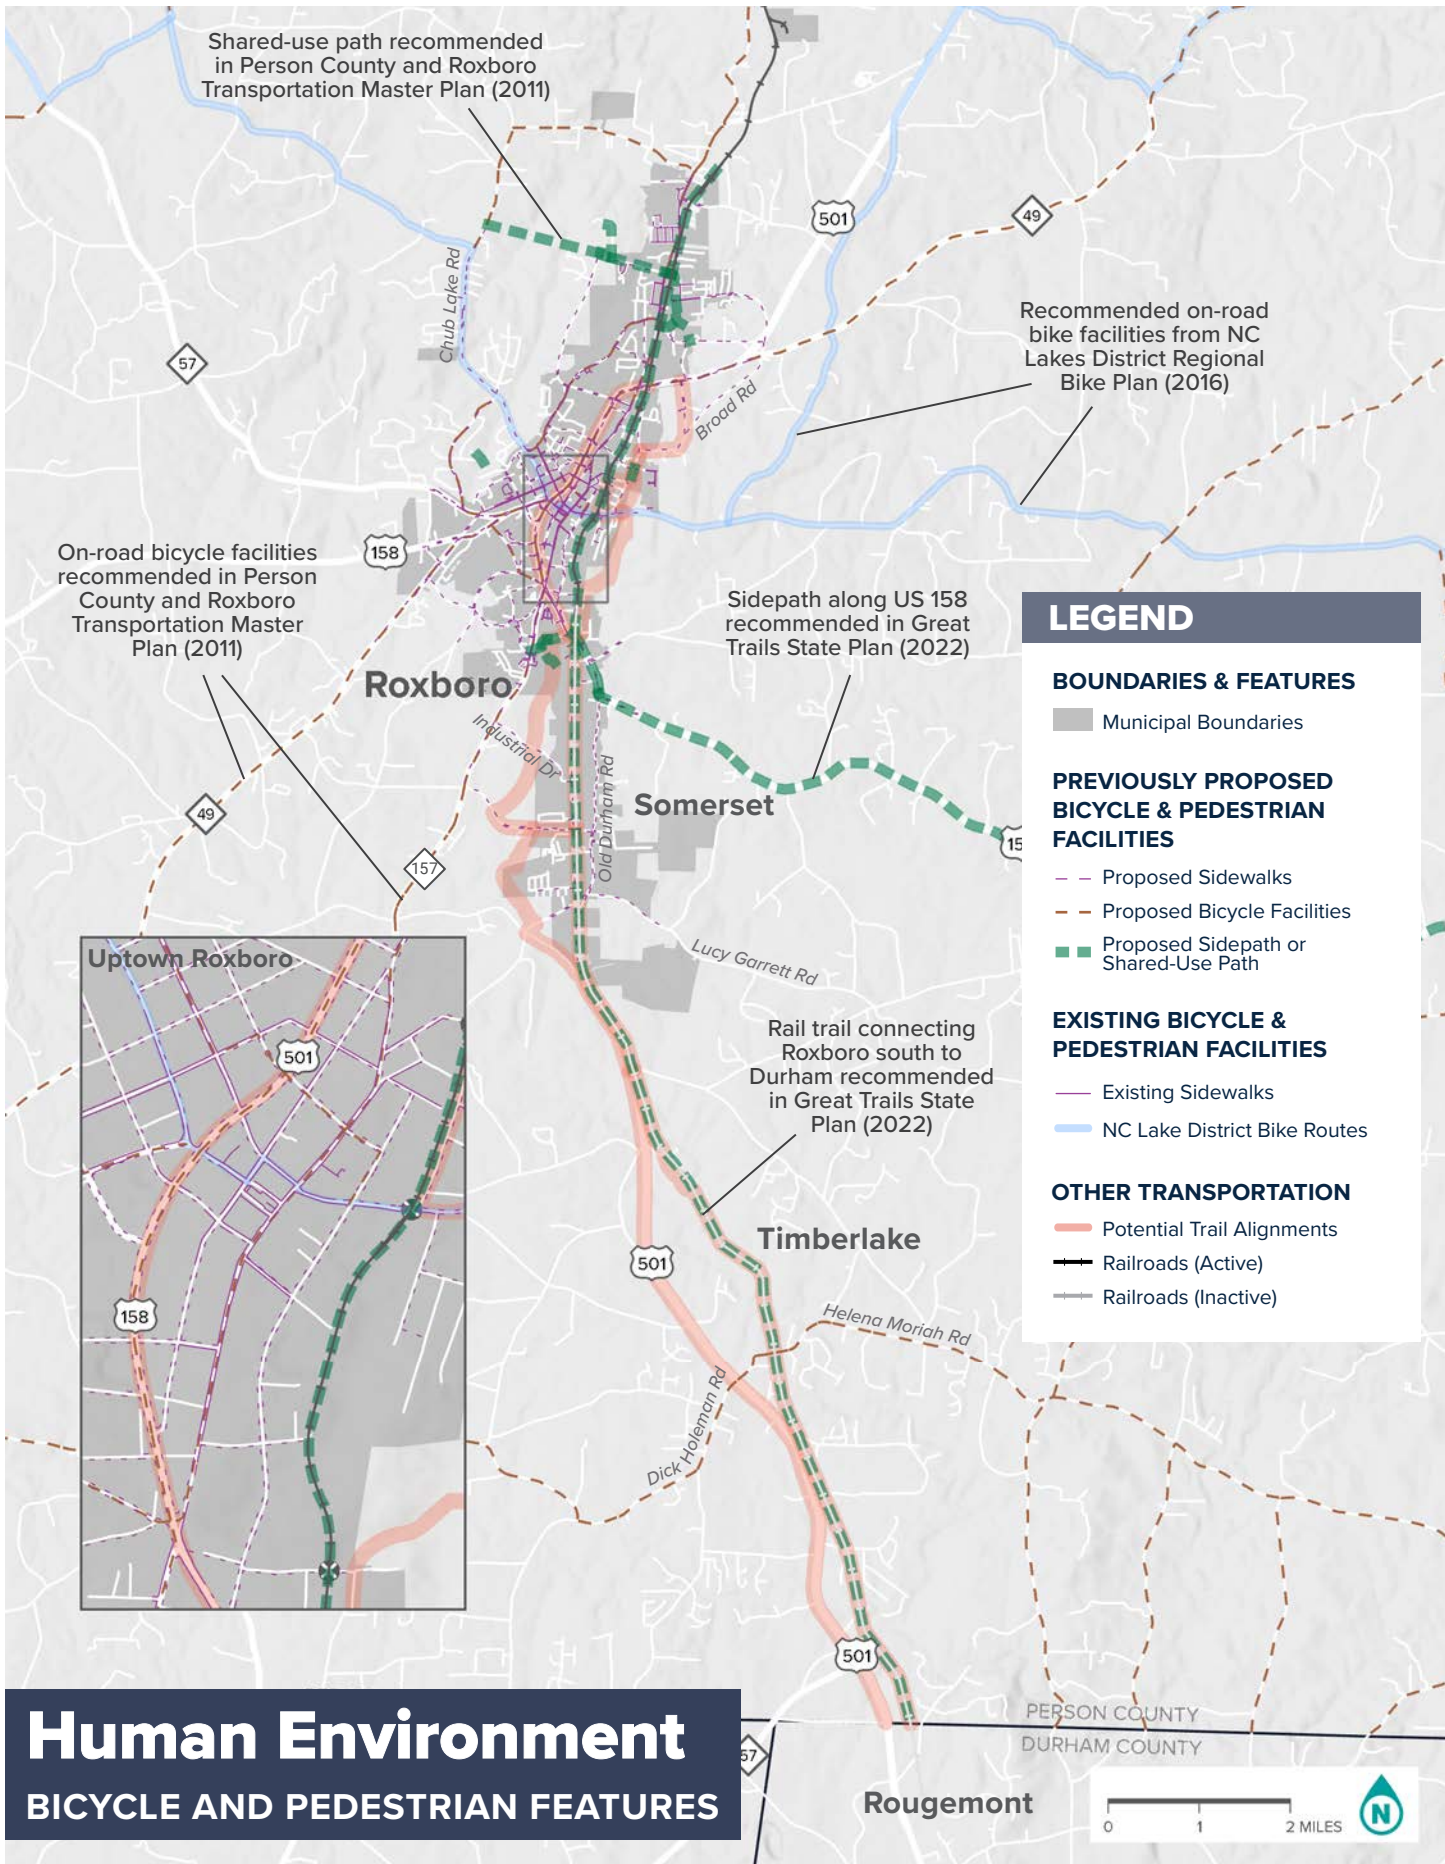 Shared-use path recommended
in Person County and Roxboro
Transportation Master Plan (2011)
501
49
Chub Lake Rd
57
Recommended on-road
bike facilities from NC
Lakes District Regional
Bike Plan (2016)
Broad Rd
On-road bicycle facilities
recommended in Person
County and Roxboro
Transportation Master
Plan (2011)
158
Sidepath along US 158
recommended in Great
Trails State Plan (2022)
Roxboro
Industrial Dr
Old Durham Rd
Somerset
49
157
15
Lucy Garrett Rd
Uptown Roxboro
501
158
Rail trail connecting
Roxboro south to
Durham recommended
in Great Trails State
Plan (2022)
Timberlake
501
Helena Moriah Rd
Dick Holeman Rd
501
LEGEND
BOUNDARIES & FEATURES
Municipal Boundaries
PREVIOUSLY PROPOSED
BICYCLE & PEDESTRIAN
FACILITIES
Proposed Sidewalks
Proposed Bicycle Facilities
Proposed Sidepath or
Shared-Use Path
EXISTING BICYCLE &
PEDESTRIAN FACILITIES
Existing Sidewalks
NC Lake District Bike Routes
OTHER TRANSPORTATION
Potential Trail Alignments
Railroads (Active)
Railroads (Inactive)
PERSON COUNTY
DURHAM COUNTY
57
Rougemont
Human Environment
BICYCLE AND PEDESTRIAN FEATURES
0 1 2 MILES
N